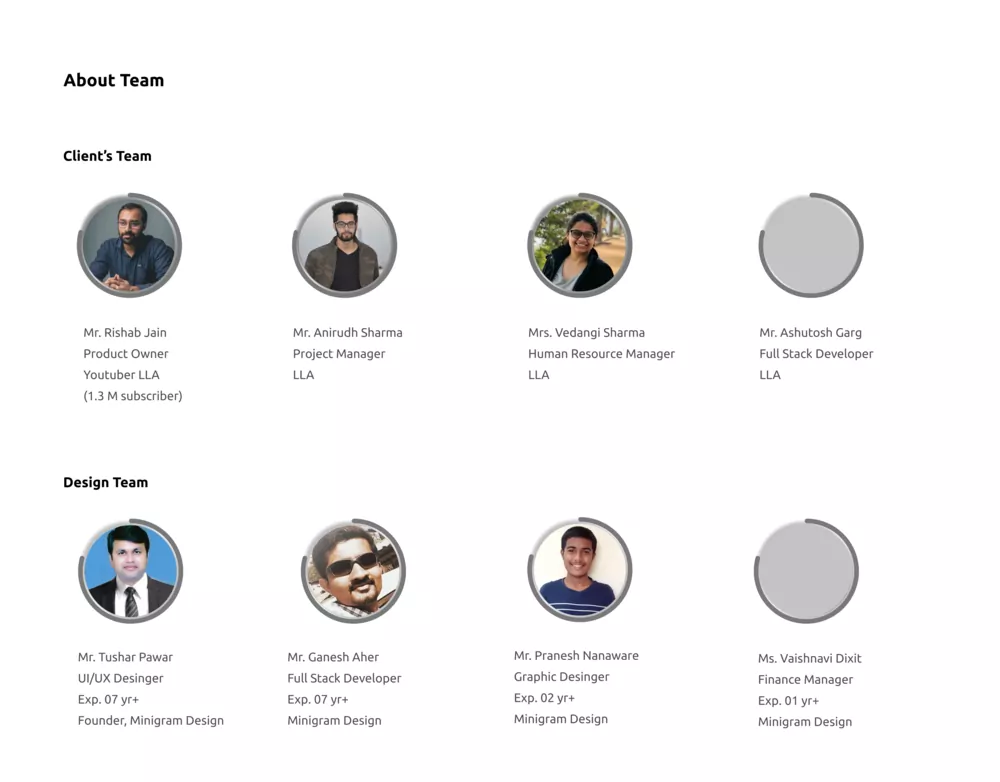 About Team
Client’s Team
Mr. Rishab Jain
Product Owner
Youtuber LLA
(1.3 M subscriber)
Mr. Anirudh Sharma
Project Manager
LLA
Mrs. Vedangi Sharma
Human Resource Manager
LLA
Mr. Ashutosh Garg
Full Stack Developer
LLA
Design Team
Mr. Tushar Pawar
UI/UX Desinger
Exp. 07 yr+
Founder, Minigram Design
Mr. Ganesh Aher
Full Stack Developer
Exp. 07 yr+
Minigram Design
Mr. Pranesh Nanaware
Graphic Desinger
Exp. 02 yr+
Minigram Design
Ms. Vaishnavi Dixit
Finance Manager
Exp. 01 yr+
Minigram Design